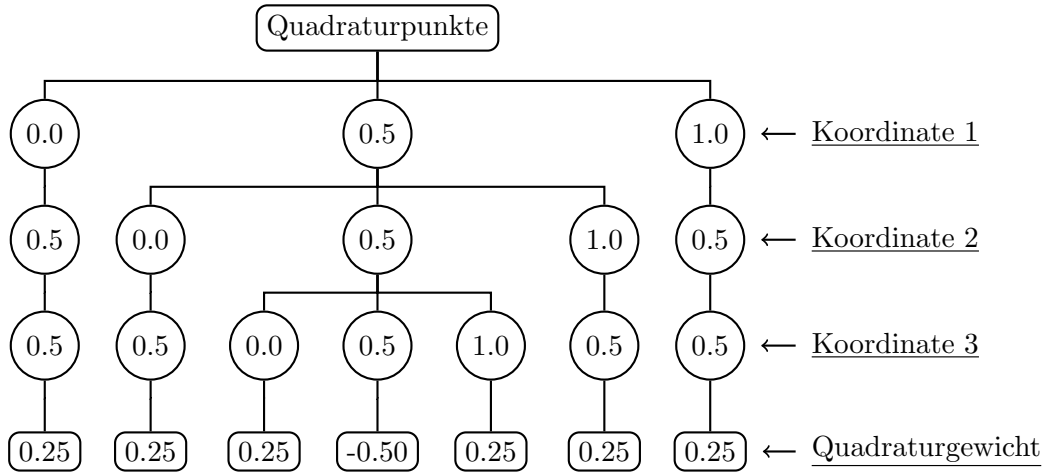 Quadraturpunkte
0.0 0.5 1.0 Koordinate 1
0.5 0.0 0.5 1.0 0.5 Koordinate 2
0.5 0.5 0.0 0.5 1.0 0.5 0.5 Koordinate 3
0.25 0.25 0.25 -0.50 0.25 0.25 0.25 Quadraturgewicht